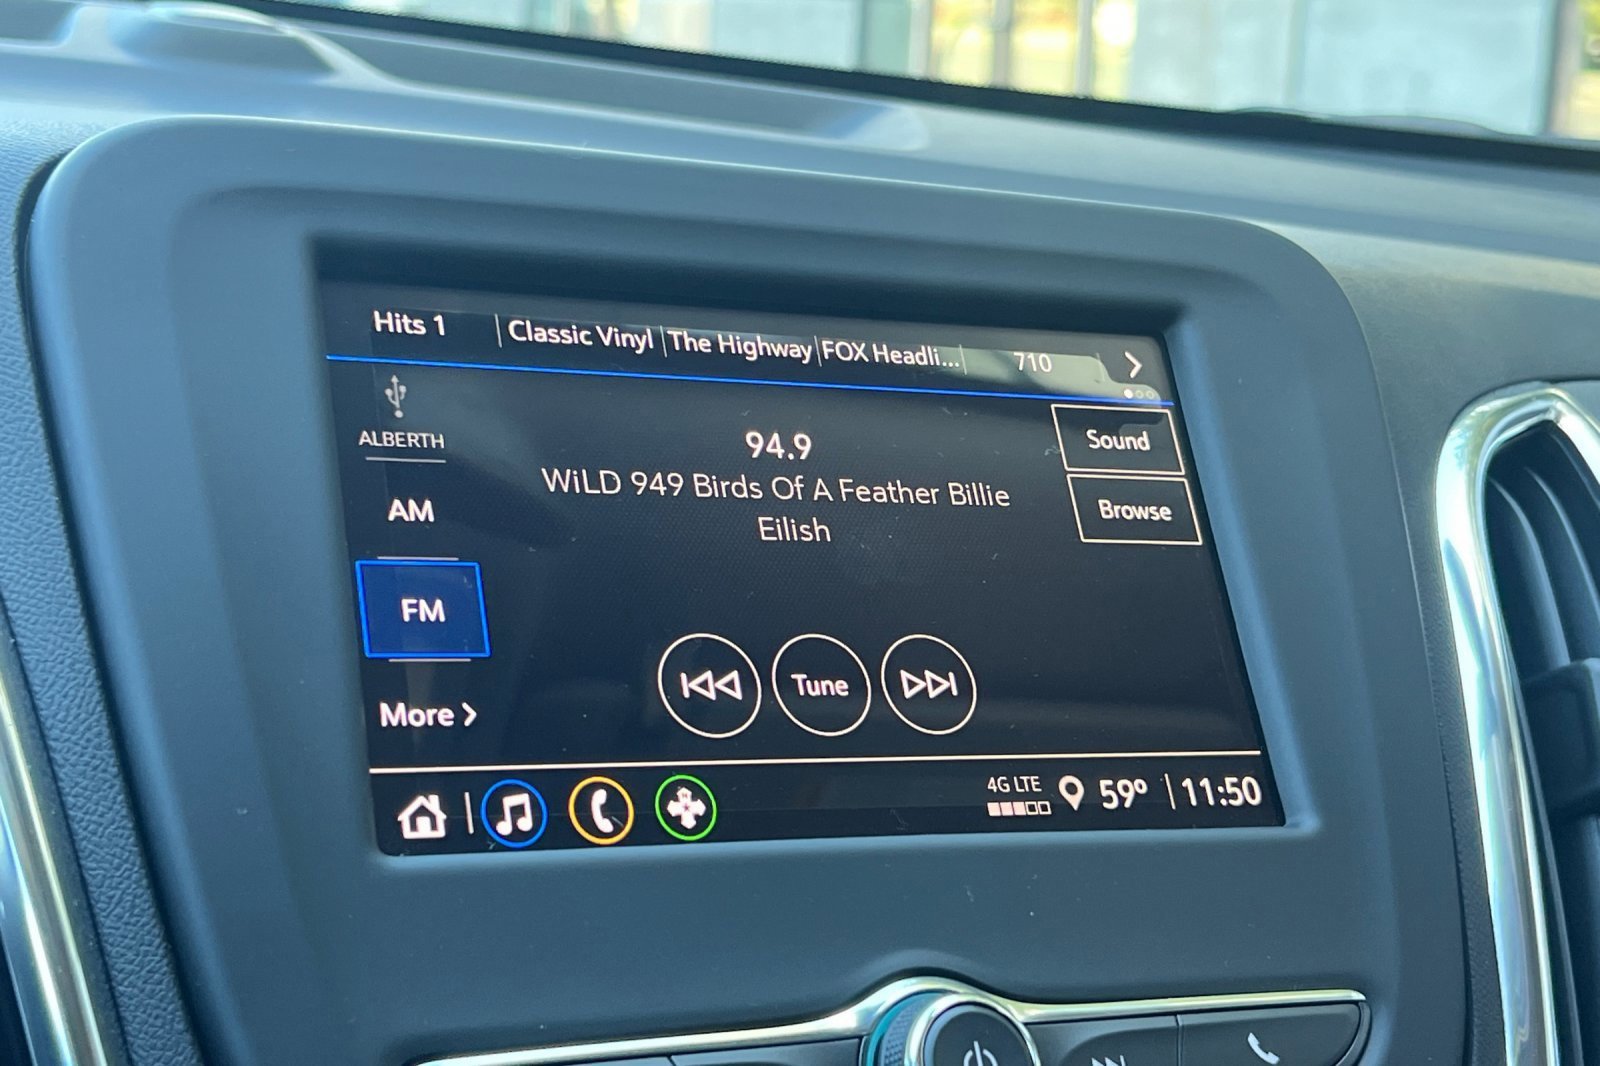 Hits 1
Classic Vinyl
The Highway
FOX Headli...
710
ALBERTH
AM
FM
More
94.9
WiLD 949 Birds Of A Feather Billie
Eilish
Sound
Browse
Tune
4G LTE
59°
11:50